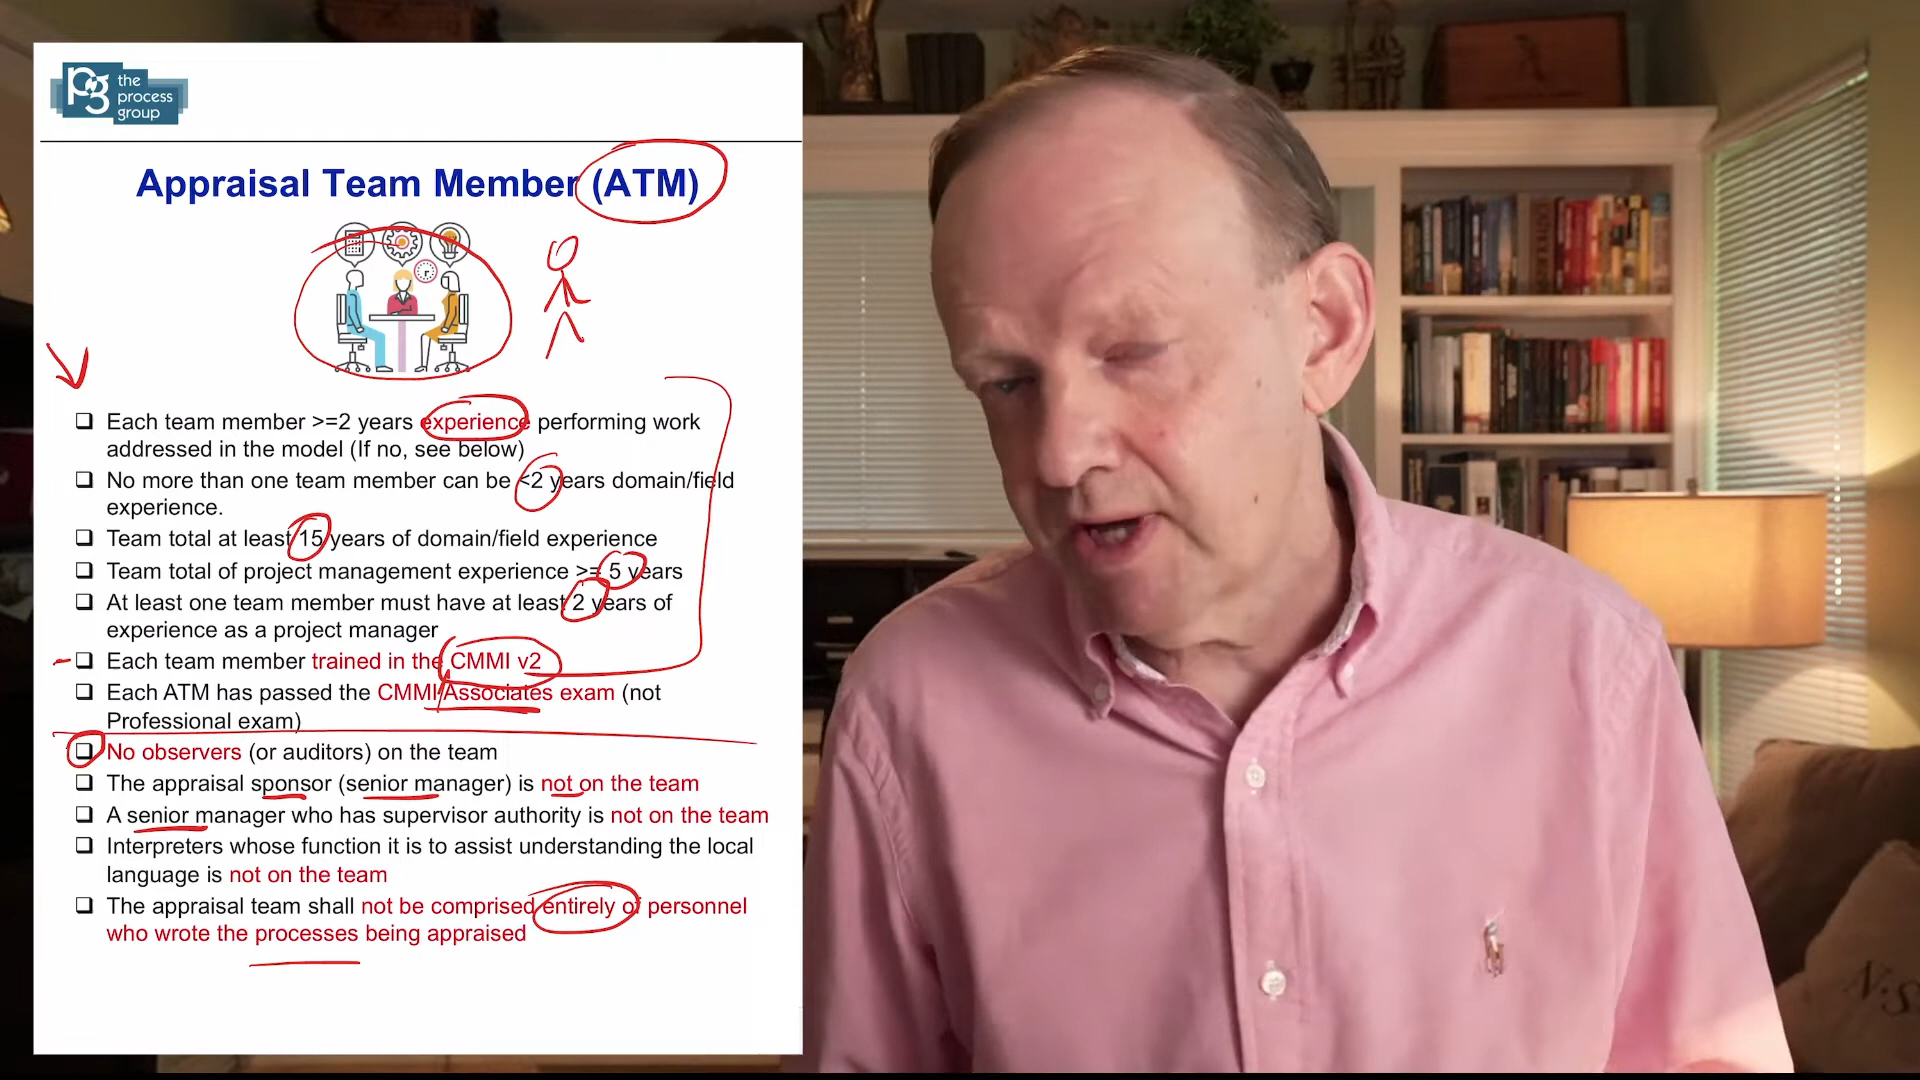 the
process
group
Appraisal Team Member (ATM)
❑ Each team member >=2 years experience performing work
addressed in the model (If no, see below)
❑ No more than one team member can be <2 years domain/field
experience.
❑ Team total at least 15 years of domain/field experience
❑ Team total of project management experience >= 5 years
❑ At least one team member must have at least 2 years of
experience as a project manager
❑ Each team member trained in the CMMI v2
❑ Each ATM has passed the CMMI Associates exam (not
Professional exam)
❑ No observers (or auditors) on the team
❑ The appraisal sponsor (senior manager) is not on the team
❑ A senior manager who has supervisor authority is not on the team
❑ Interpreters whose function it is to assist understanding the local
language is not on the team
❑ The appraisal team shall not be comprised entirely of personnel
who wrote the processes being appraised